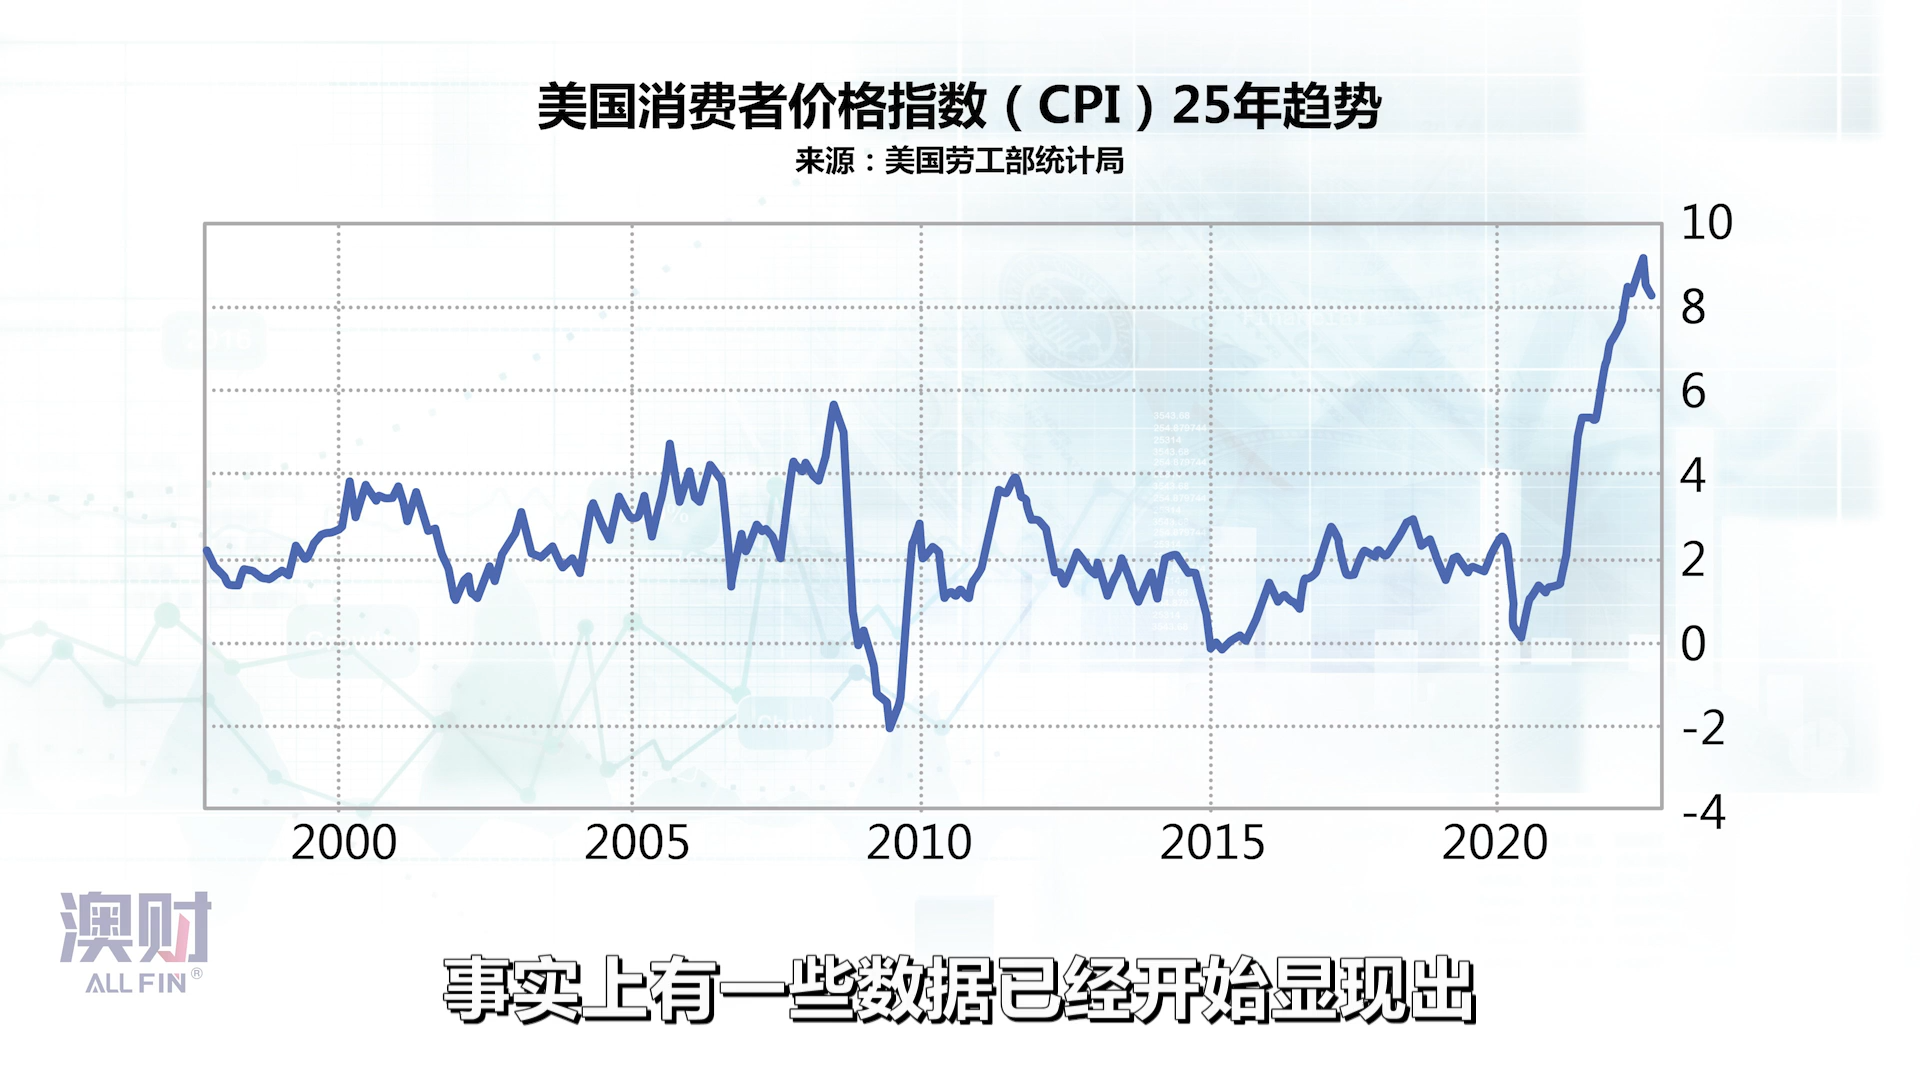 美国消费者价格指数（CPI）25年趋势
来源：美国劳工部统计局
10
8
6
4
2
0
-2
-4
2000 2005 2010 2015 2020
澳财
ALL FIN®
事实上有一些数据已经开始显现出